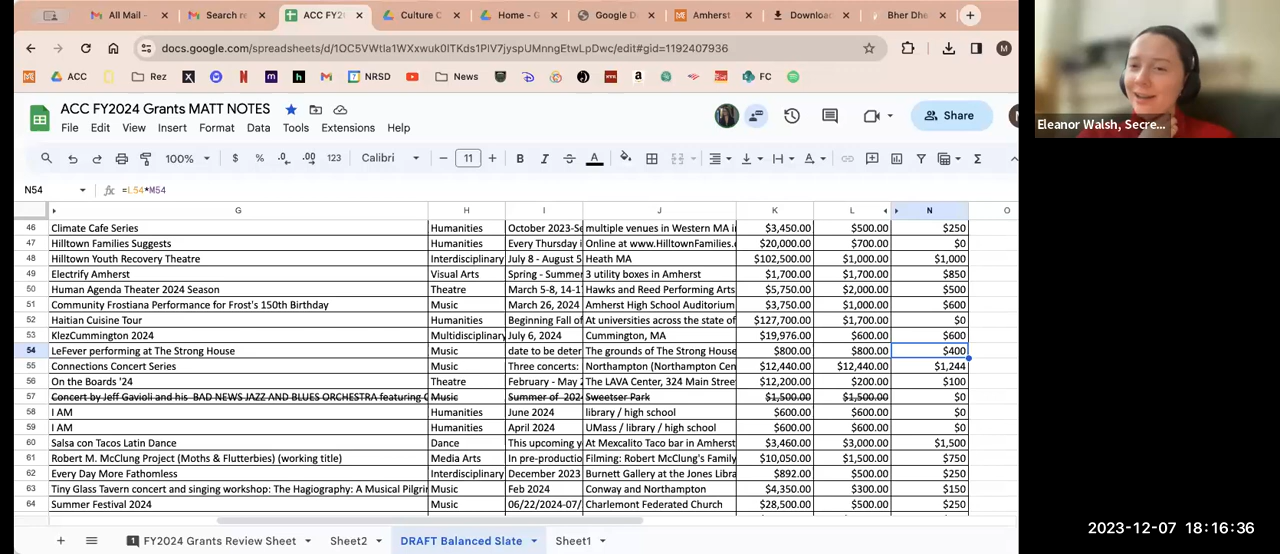 All Mail -
Search re
ACC FY2
Culture C
Home - G
Google D
Amherst
Downloac
Bher Dhe
docs.google.com/spreadsheets/d/1OC5VWtla1WXxwuk0lTKds1PlV7jyspUMnngEtwLpDwc/edit#gid=1192407936
ACC
Rez
NRSD
News
FC
ACC FY2024 Grants MATT NOTES
File Edit View Insert Format Data Tools Extensions Help
Share
100% $ % .0 .00 123 Calibri 11
N54 =L54*M54
G H I J K L N O
46 Climate Cafe Series Humanities October 2023-Se multiple venues in Western MA i $3,450.00 $500.00 $250
47 Hilltown Families Suggests Humanities Every Thursday i Online at www.HilltownFamilies. $20,000.00 $700.00 $0
48 Hilltown Youth Recovery Theatre Interdisciplinary July 8 - August 5 Heath MA $102,500.00 $1,000.00 $1,000
49 Electrify Amherst Visual Arts Spring - Summer 3 utility boxes in Amherst $1,700.00 $1,700.00 $850
50 Human Agenda Theater 2024 Season Theatre March 5-8, 14-1 Hawks and Reed Performing Arts $5,750.00 $2,000.00 $500
51 Community Frostiana Performance for Frost's 150th Birthday Music March 26, 2024 Amherst High School Auditorium $3,750.00 $1,000.00 $600
52 Haitian Cuisine Tour Humanities Beginning Fall of At universities across the state of $127,700.00 $1,700.00 $0
53 KlezCummington 2024 Multidisciplinary July 6, 2024 Cummington, MA $19,976.00 $600.00 $600
54 LeFever performing at The Strong House Music date to be deter The grounds of The Strong House $800.00 $800.00 $400
55 Connections Concert Series Music Three concerts: Northampton (Northampton Cen $12,440.00 $12,440.00 $1,244
56 On the Boards '24 Theatre February - May The LAVA Center, 324 Main Stree $12,200.00 $200.00 $100
57 Concert by Jeff Gavioli and his BAD NEWS JAZZ AND BLUES ORCHESTRA featuring Music Summer of 202 Sweetser Park $1,500.00 $1,500.00 $0
58 I AM Humanities June 2024 library / high school $600.00 $600.00 $0
59 I AM Humanities April 2024 UMass / library / high school $600.00 $600.00 $0
60 Salsa con Tacos Latin Dance Dance This upcoming y At Mexcalito Taco bar in Amherst $3,460.00 $3,000.00 $1,500
61 Robert M. McClung Project (Moths & Flutterbies) (working title) Media Arts In pre-production Filming: Robert McClung's Family $10,050.00 $1,500.00 $750
62 Every Day More Fathomless Interdisciplinary December 2023 Burnett Gallery at the Jones Libra $892.00 $500.00 $250
63 Tiny Glass Tavern concert and singing workshop: The Hagiography: A Musical Pilgri Music Feb 2024 Conway and Northampton $4,350.00 $300.00 $150
64 Summer Festival 2024 Music 06/22/2024-07/ Charlemont Federated Church $28,500.00 $500.00 $250
FY2024 Grants Review Sheet Sheet2 DRAFT Balanced Slate Sheet1
Eleanor Walsh, Secre...
2023-12-07 18:16:36